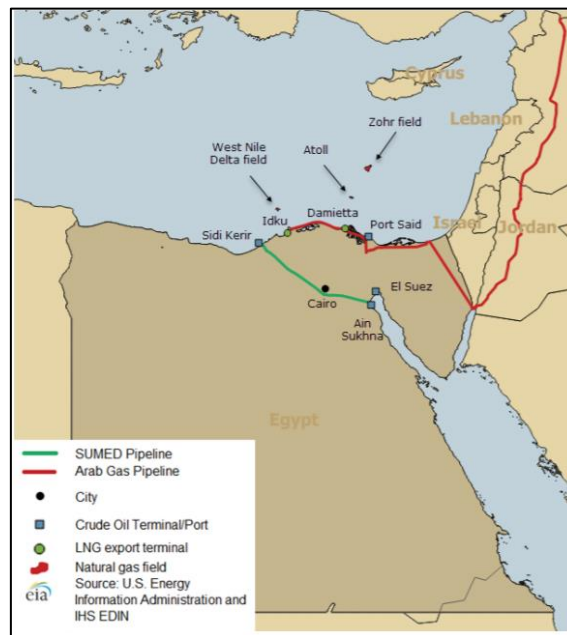 Cyprus
Zohr field
Lebanon
West Nile
Delta field
Atoll
Idku
Damietta
Port Said
Israel
Jordan
Sidi Kerir
El Suez
Cairo
Ain
Sukhna
Egypt
SUMED Pipeline
Arab Gas Pipeline
City
Crude Oil Terminal/Port
LNG export terminal
Natural gas field
eia
Source: U.S. Energy
Information Administration and
IHS EDIN